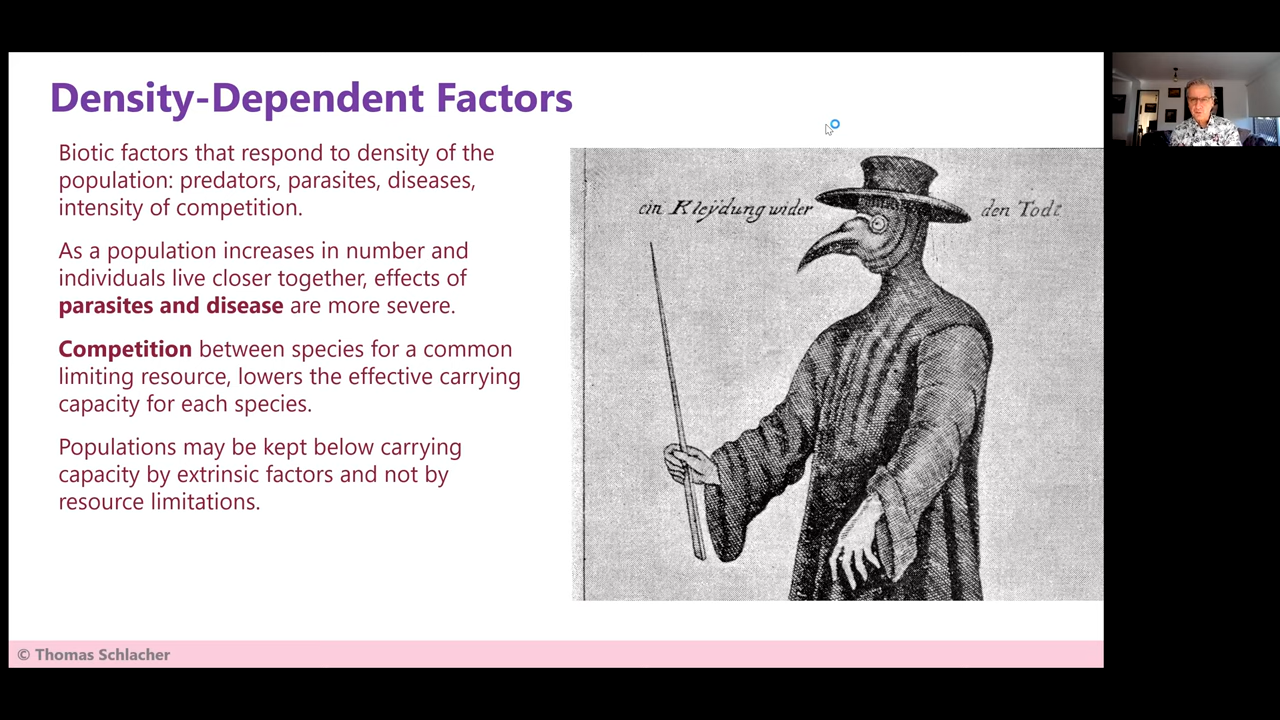 Density-Dependent Factors
Biotic factors that respond to density of the
population: predators, parasites, diseases,
intensity of competition.
As a population increases in number and
individuals live closer together, effects of
parasites and disease are more severe.
Competition between species for a common
limiting resource, lowers the effective carrying
capacity for each species.
Populations may be kept below carrying
capacity by extrinsic factors and not by
resource limitations.
ein Kleÿdung wider den Todt
© Thomas Schlacher